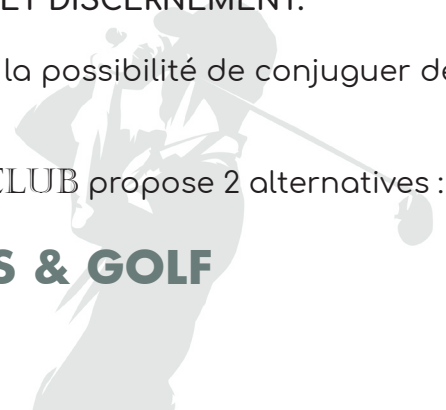 ET DISCERNEMENT.
la possibilité de conjuguer de
CLUB propose 2 alternatives :
S & GOLF